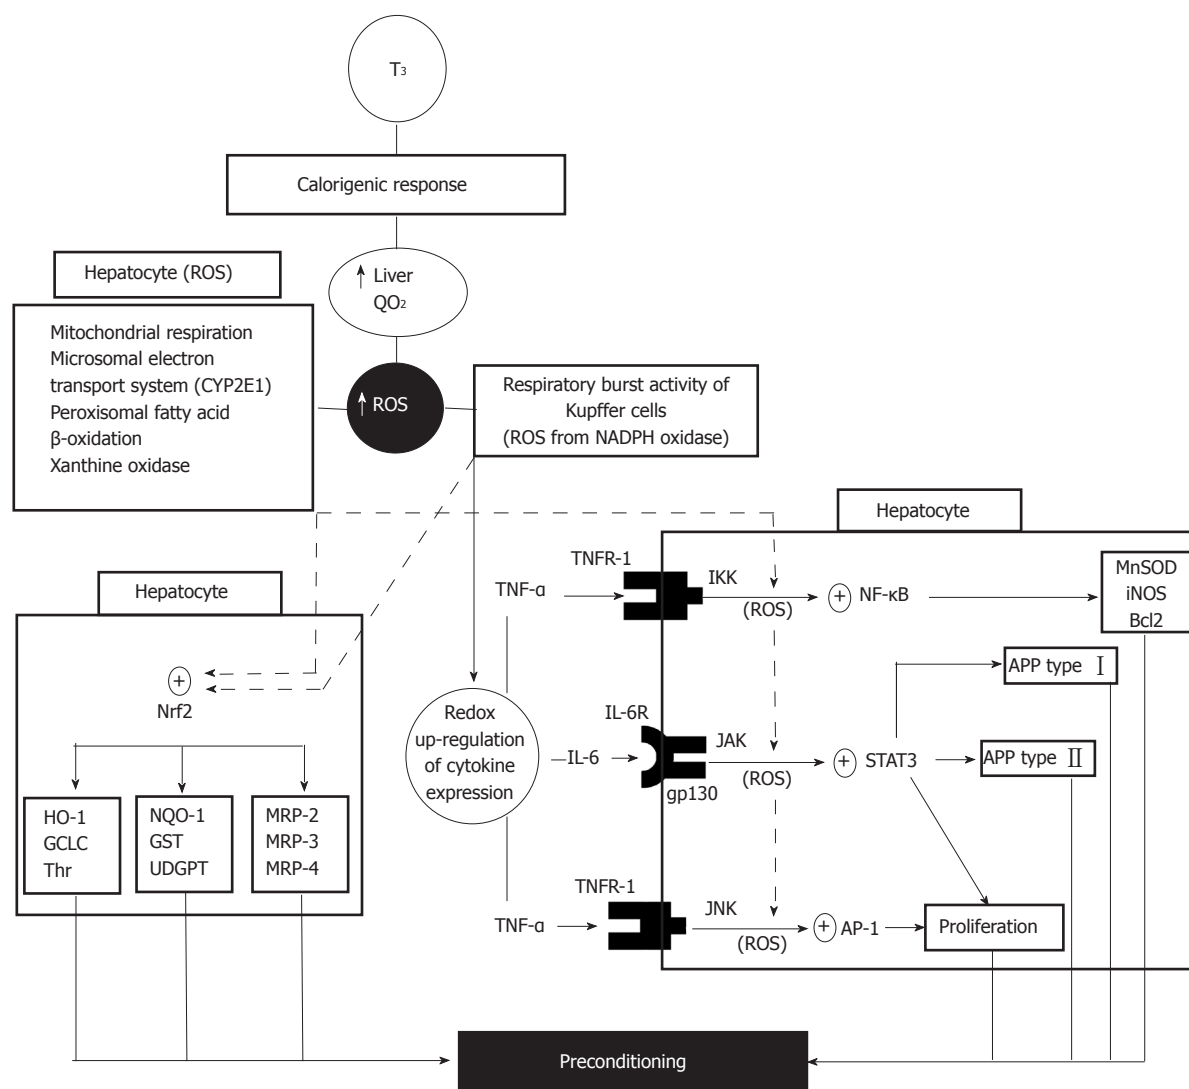 T3
Calorigenic response
↑ Liver
QO2
Hepatocyte (ROS)
Mitochondrial respiration
Microsomal electron
transport system (CYP2E1)
Peroxisomal fatty acid
β-oxidation
Xanthine oxidase
↑ ROS
Respiratory burst activity of
Kupffer cells
(ROS from NADPH oxidase)
Hepatocyte
+
Nrf2
HO-1
GCLC
Thr
NQO-1
GST
UDGPT
MRP-2
MRP-3
MRP-4
Redox
up-regulation
of cytokine
expression
Hepatocyte
TNF-α
TNFR-1
IKK
(ROS)
+ NF-κB
MnSOD
iNOS
Bcl2
IL-6
IL-6R
gp130
JAK
(ROS)
+ STAT3
APP type Ⅰ
APP type Ⅱ
TNF-α
TNFR-1
JNK
(ROS)
+ AP-1
Proliferation
Preconditioning